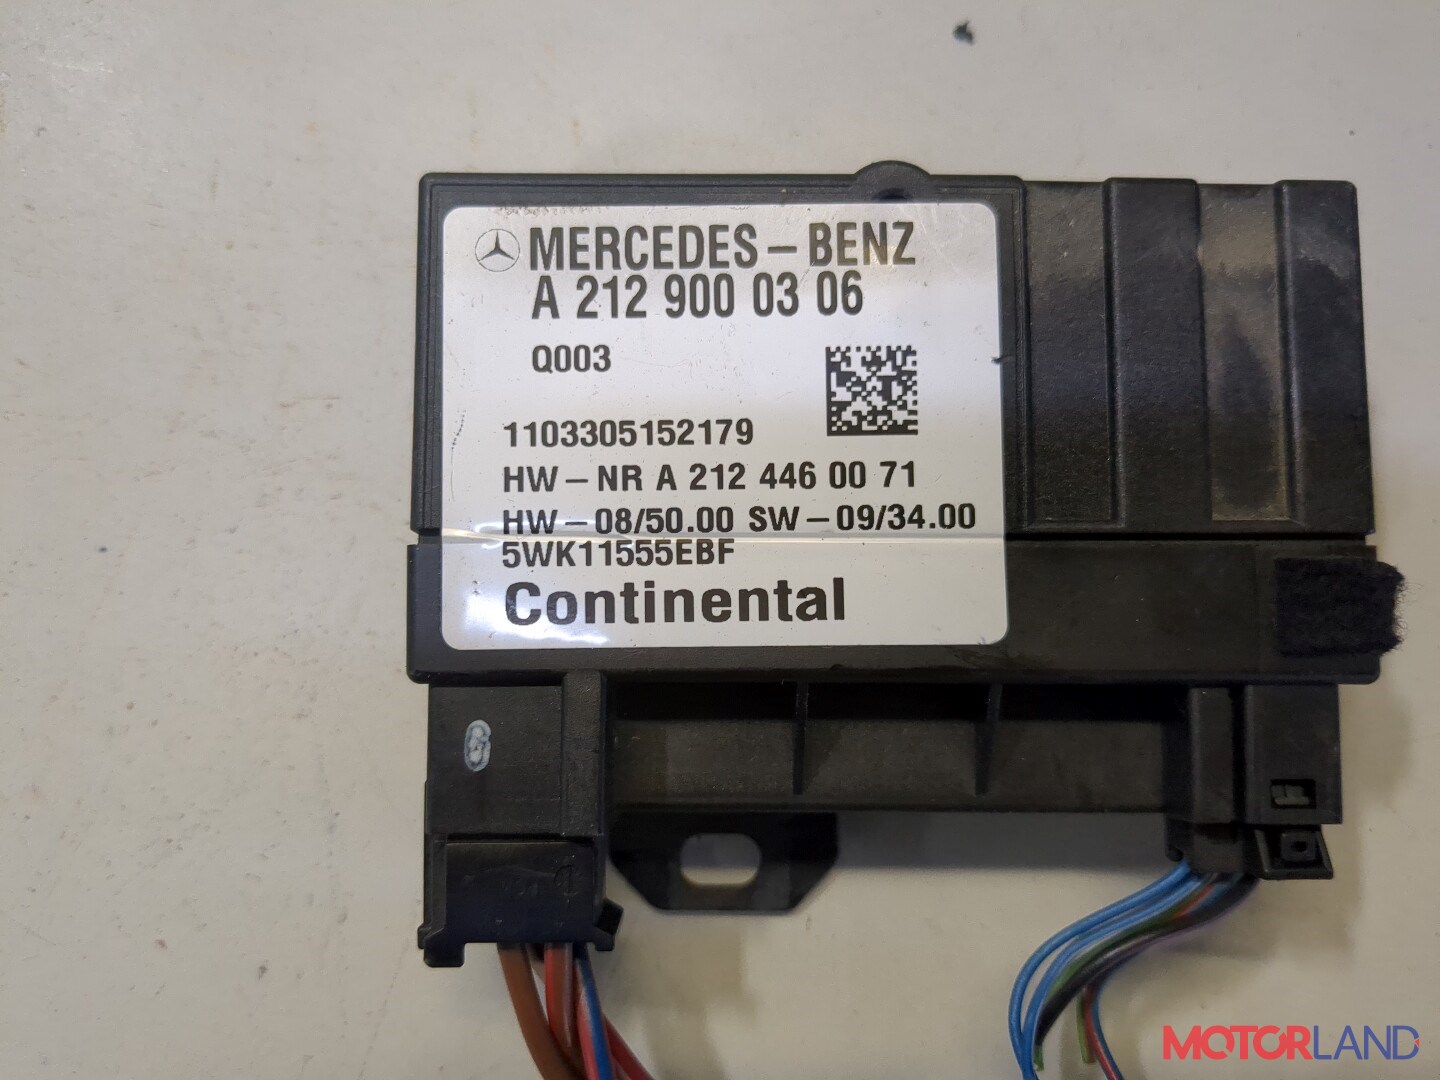 MERCEDES-BENZ
A 212 900 03 06
Q003
1103305152179
HW-NR A 212 446 00 71
HW-08/50.00 SW-09/34.00
5WK11555EBF
Continental
MOTORLAND